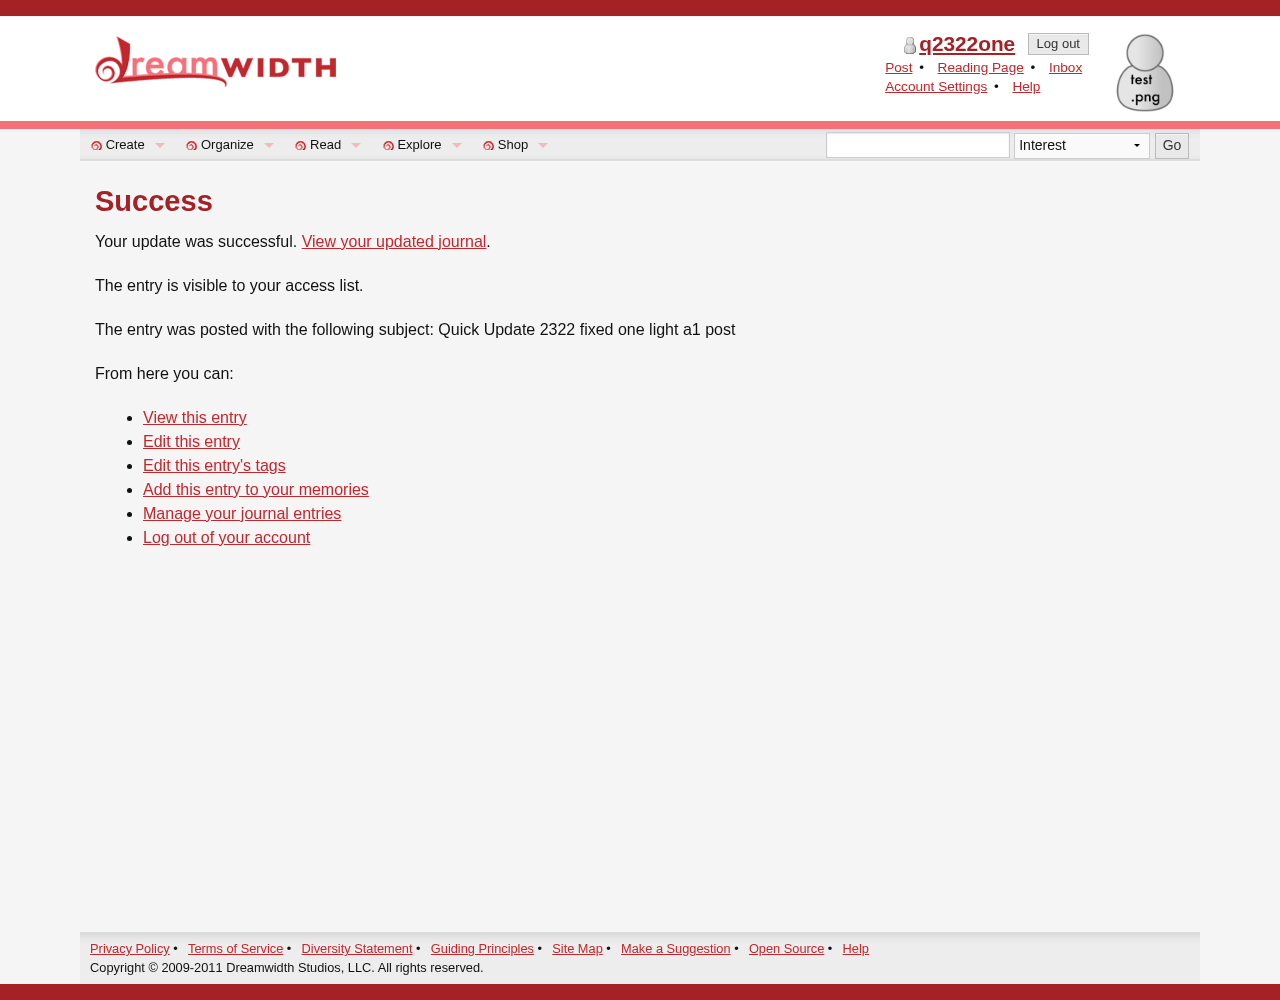 dreamWIDTH
q2322one Log out
Post • Reading Page • Inbox
Account Settings • Help
test
.png
Create Organize Read Explore Shop Interest Go
Success
Your update was successful. View your updated journal.
The entry is visible to your access list.
The entry was posted with the following subject: Quick Update 2322 fixed one light a1 post
From here you can:
• View this entry
• Edit this entry
• Edit this entry's tags
• Add this entry to your memories
• Manage your journal entries
• Log out of your account
Privacy Policy • Terms of Service • Diversity Statement • Guiding Principles • Site Map • Make a Suggestion • Open Source • Help
Copyright © 2009-2011 Dreamwidth Studios, LLC. All rights reserved.